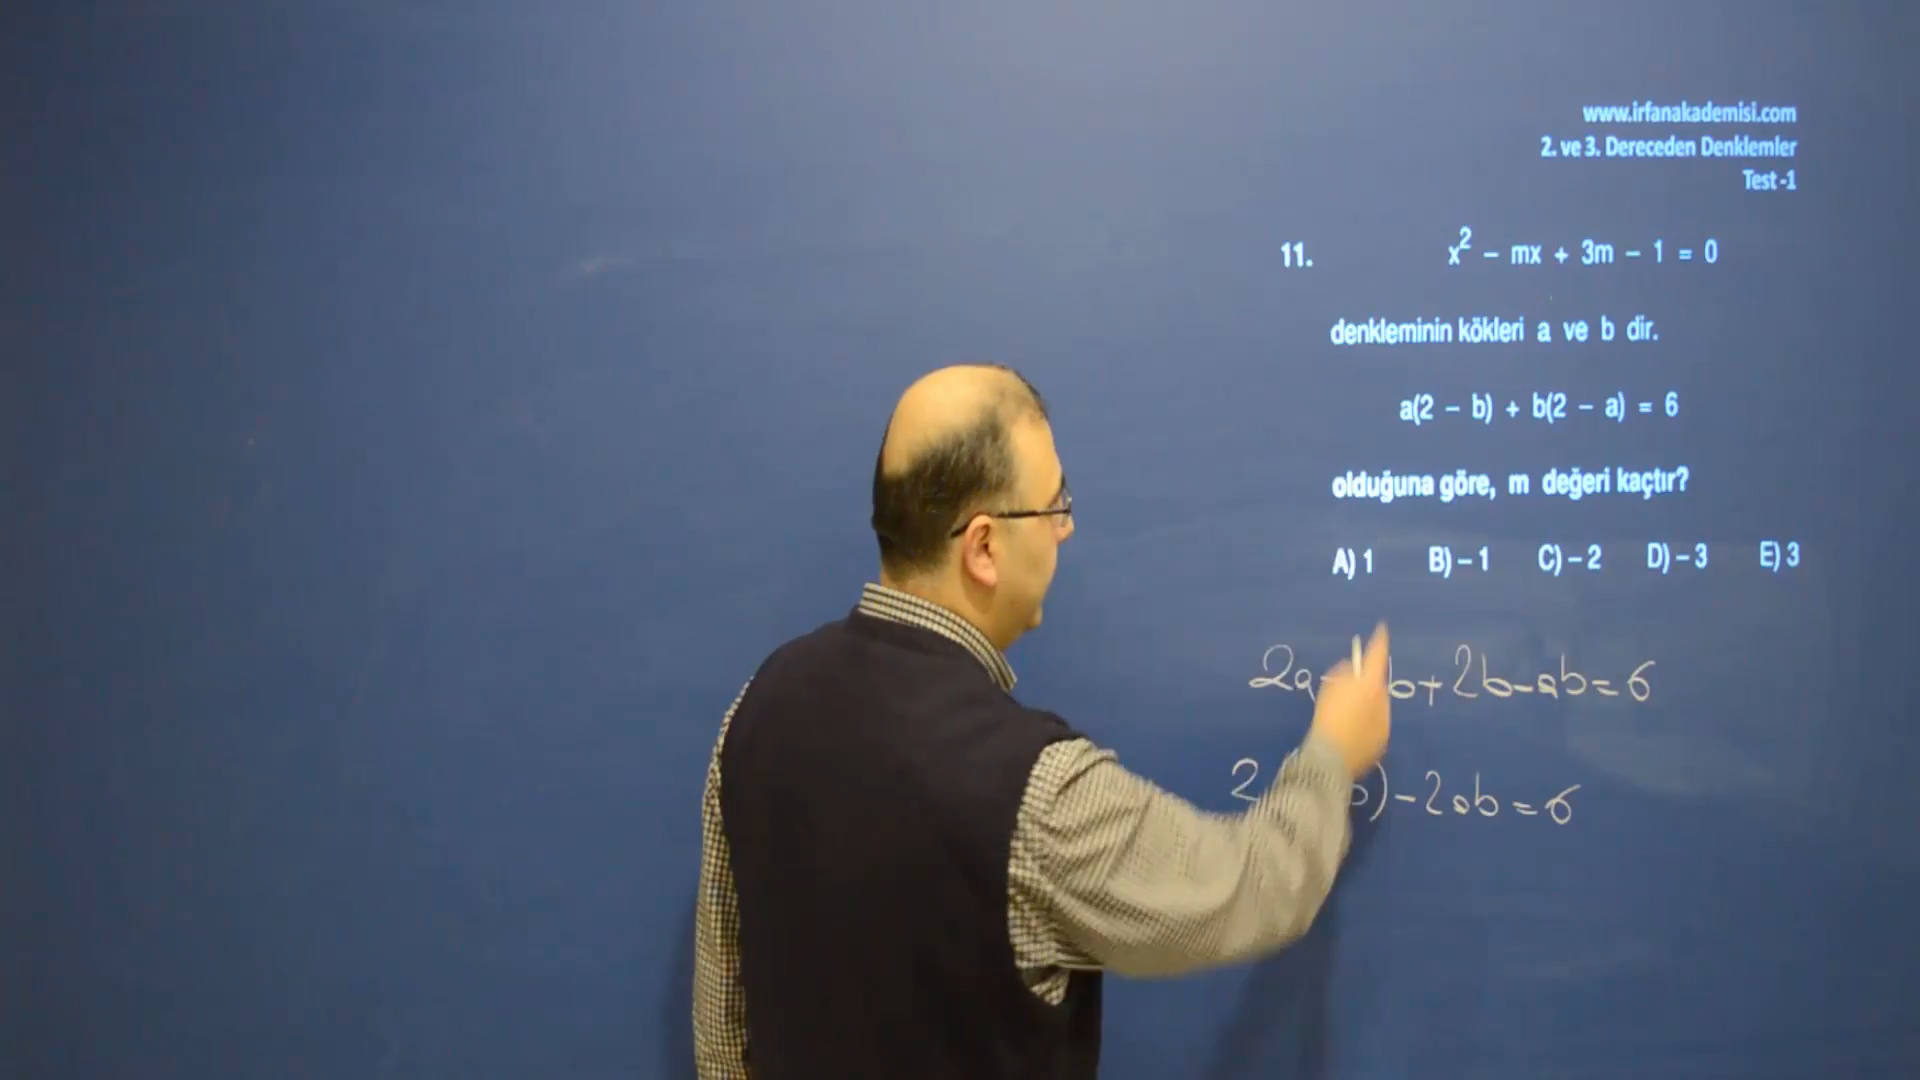 www.irfanakademisi.com
2. ve 3. Dereceden Denklemler
Test -1
11. x² – mx + 3m – 1 = 0
denkleminin kökleri a ve b dir.
a(2 – b) + b(2 – a) = 6
olduğuna göre, m değeri kaçtır?
A) 1 B) – 1 C) – 2 D) – 3 E) 3
2a b+2b-ab=6
2 b)-2ab=6